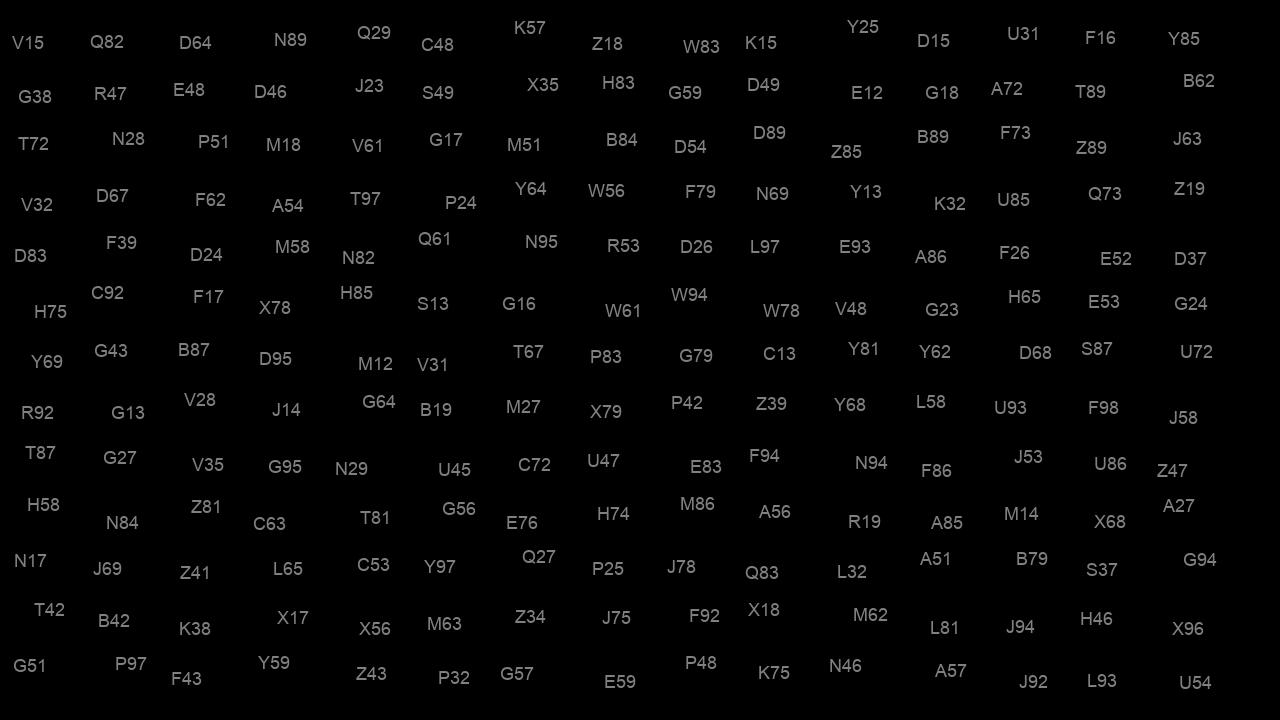 V15 Q82 D64 N89 Q29 C48 K57 Z18 W83 K15 Y25 D15 U31 F16 Y85
G38 R47 E48 D46 J23 S49 X35 H83 G59 D49 E12 G18 A72 T89 B62
T72 N28 P51 M18 V61 G17 M51 B84 D54 D89 Z85 B89 F73 Z89 J63
V32 D67 F62 A54 T97 P24 Y64 W56 F79 N69 Y13 K32 U85 Q73 Z19
D83 F39 D24 M58 N82 Q61 N95 R53 D26 L97 E93 A86 F26 E52 D37
H75 C92 F17 X78 H85 S13 G16 W61 W94 W78 V48 G23 H65 E53 G24
Y69 G43 B87 D95 M12 V31 T67 P83 G79 C13 Y81 Y62 D68 S87 U72
R92 G13 V28 J14 G64 B19 M27 X79 P42 Z39 Y68 L58 U93 F98 J58
T87 G27 V35 G95 N29 U45 C72 U47 E83 F94 N94 F86 J53 U86 Z47
H58 N84 Z81 C63 T81 G56 E76 H74 M86 A56 R19 A85 M14 X68 A27
N17 J69 Z41 L65 C53 Y97 Q27 P25 J78 Q83 L32 A51 B79 S37 G94
T42 B42 K38 X17 X56 M63 Z34 J75 F92 X18 M62 L81 J94 H46 X96
G51 P97 F43 Y59 Z43 P32 G57 E59 P48 K75 N46 A57 J92 L93 U54